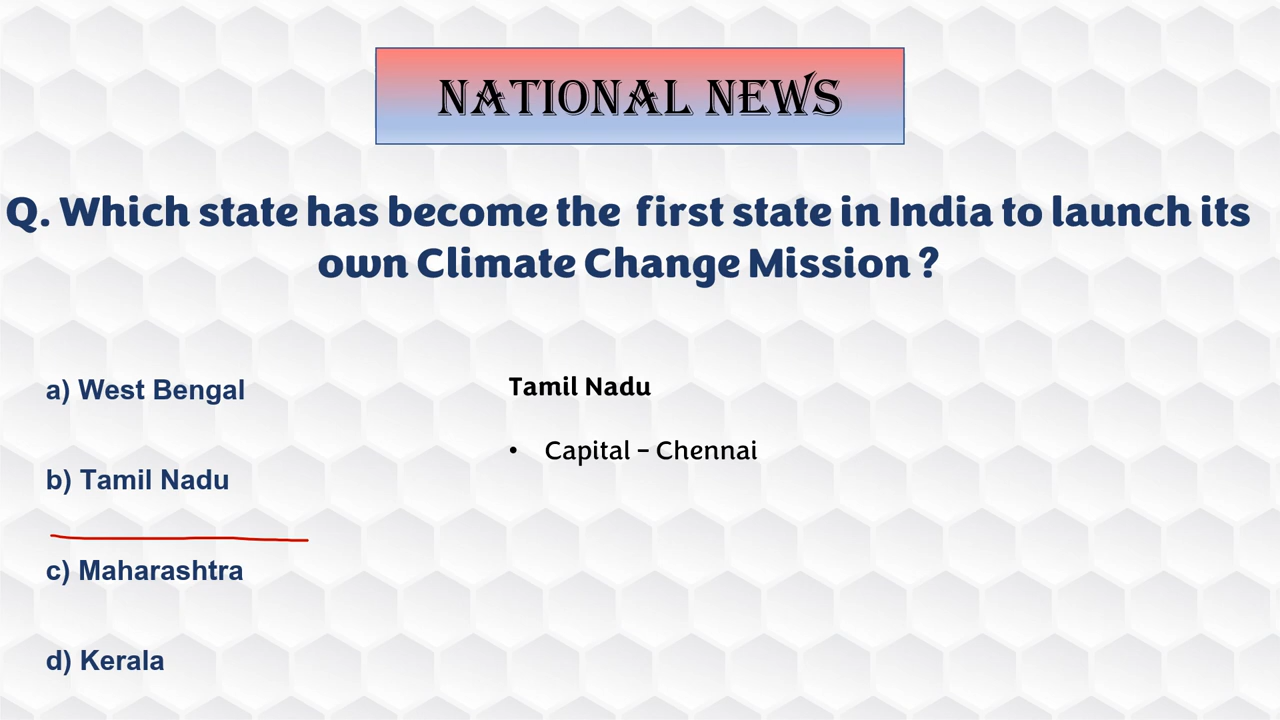 NATIONAL NEWS
Q. Which state has become the first state in India to launch its
own Climate Change Mission ?
a) West Bengal
b) Tamil Nadu
c) Maharashtra
d) Kerala
Tamil Nadu
• Capital – Chennai